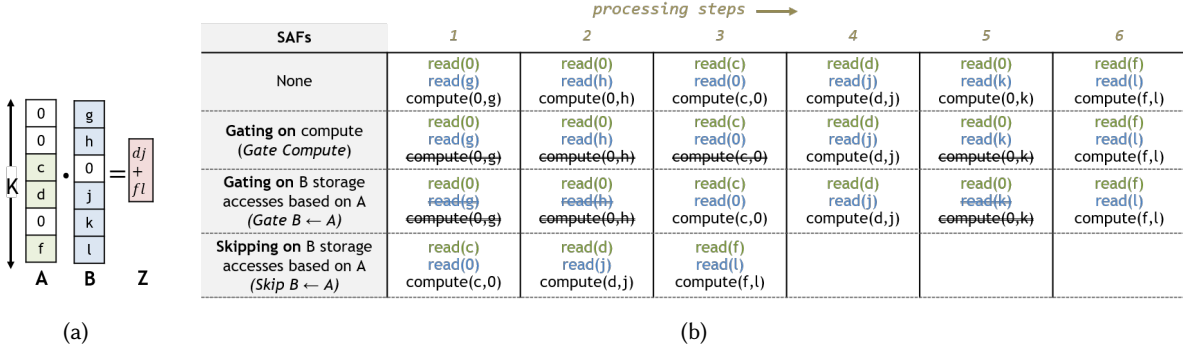 processing steps
SAFs
1 2 3 4 5 6
None
read(0) read(0) read(c) read(d) read(0) read(f)
read(g) read(h) read(0) read(j) read(k) read(l)
compute(0,g) compute(0,h) compute(c,0) compute(d,j) compute(0,k) compute(f,l)
Gating on compute
(Gate Compute)
read(0) read(0) read(c) read(d) read(0) read(f)
read(g) read(h) read(0) read(j) read(k) read(l)
compute(0,g) compute(0,h) compute(c,0) compute(d,j) compute(0,k) compute(f,l)
Gating on B storage
accesses based on A
(Gate B ← A)
read(0) read(0) read(c) read(d) read(0) read(f)
read(g) read(h) read(0) read(j) read(k) read(l)
compute(0,g) compute(0,h) compute(c,0) compute(d,j) compute(0,k) compute(f,l)
Skipping on B storage
accesses based on A
(Skip B ← A)
read(c) read(d) read(f)
read(0) read(j) read(l)
compute(c,0) compute(d,j) compute(f,l)
K
0
0
c
d
0
f
A
·
g
h
0
j
k
l
B
=
dj
+
fl
Z
(a)
(b)